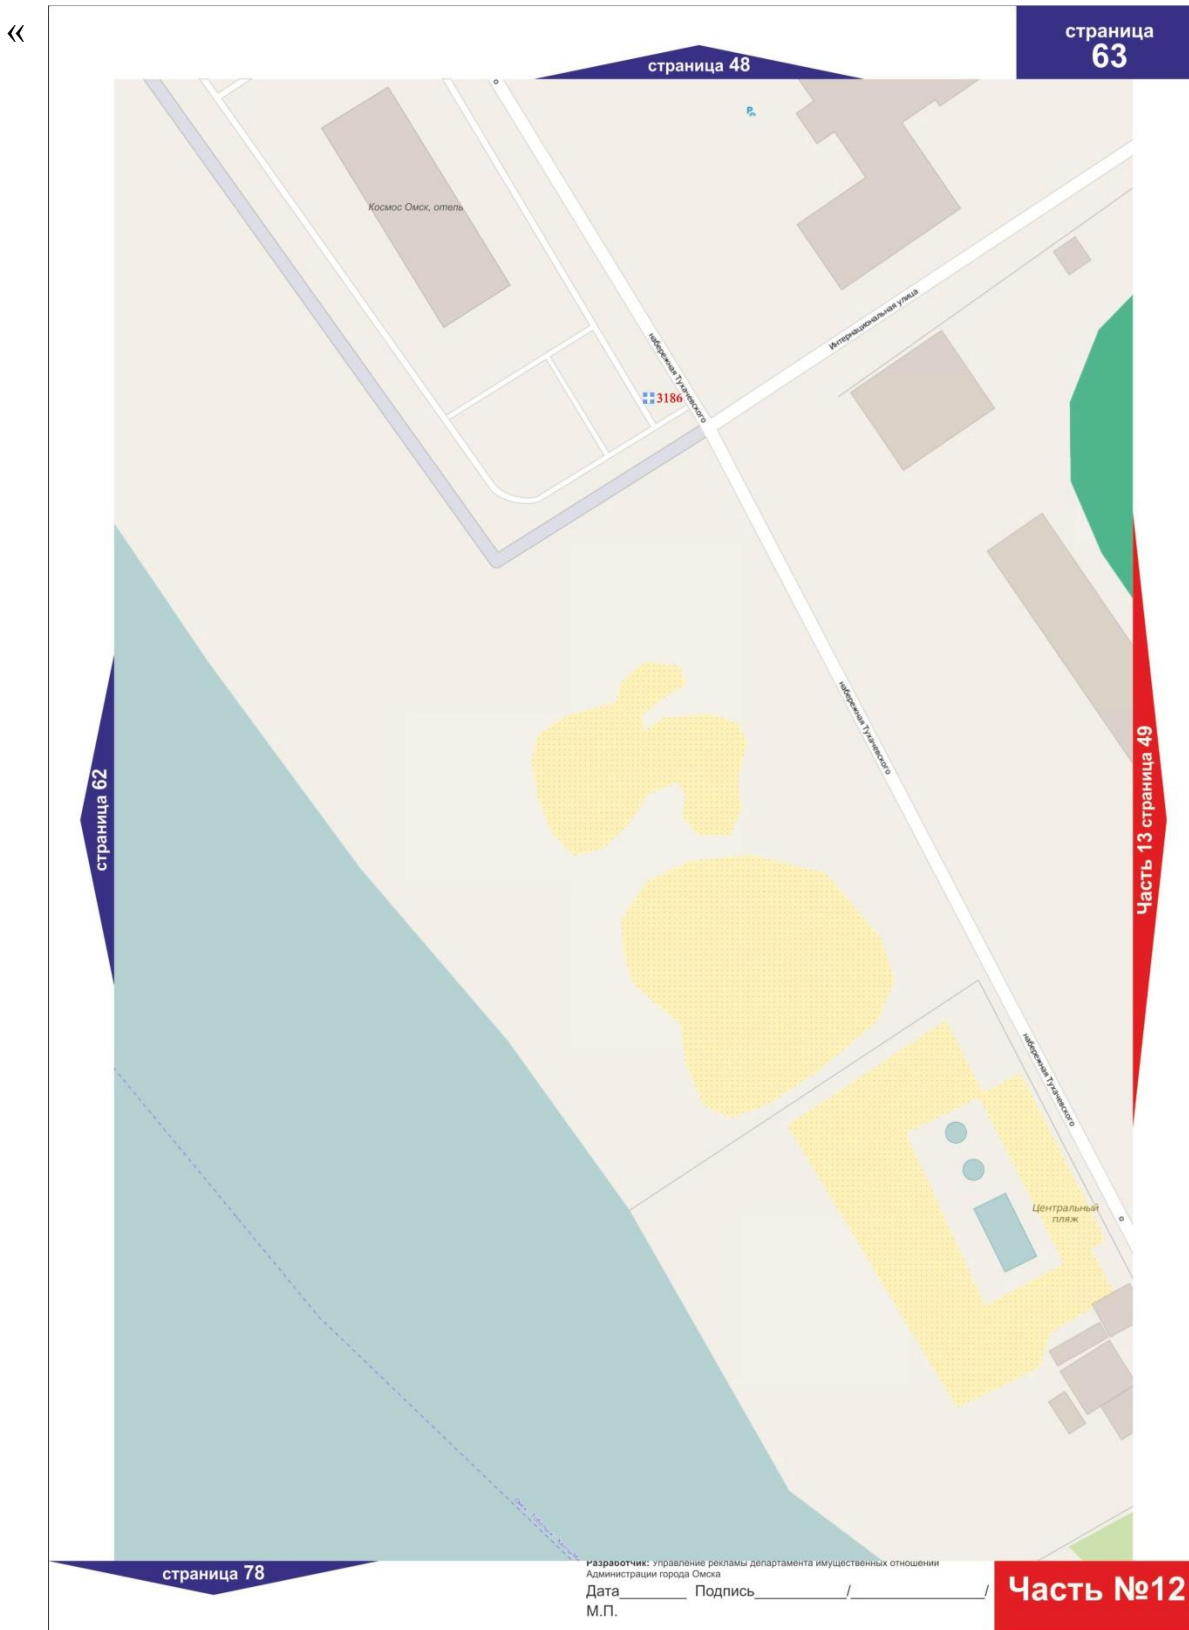 «
страница
63
страница 48
Космос Омск, отель
Интернациональная улица
набережная Тухачевского
3186
набережная Тухачевского
страница 62
Часть 13 страница 49
набережная Тухачевского
Центральный
пляж
страница 78
Разработчик: Управление рекламы департамента имущественных отношений
Администрации города Омска
Дата________ Подпись___________/________________/
М.П.
Часть №12